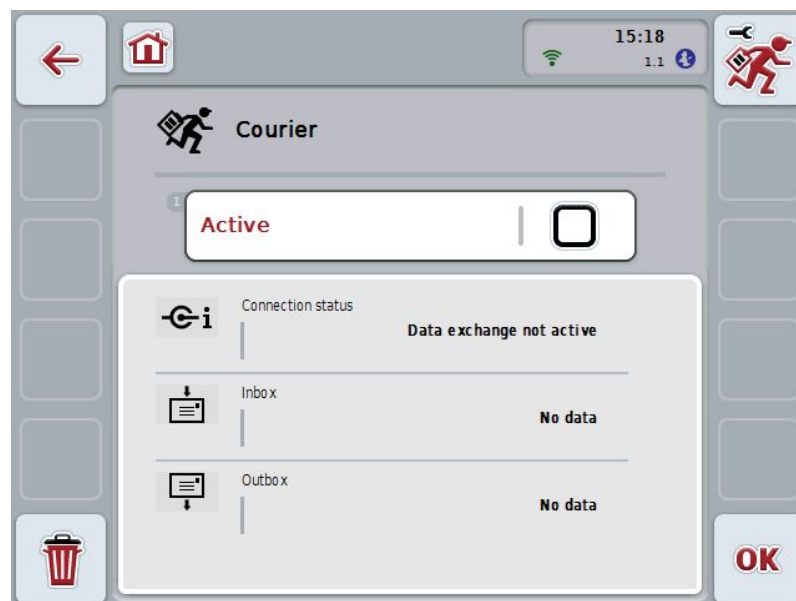 15:18
1.1
Courier
I
Active
Connection status
Data exchange not active
Inbox
No data
Outbox
No data
OK